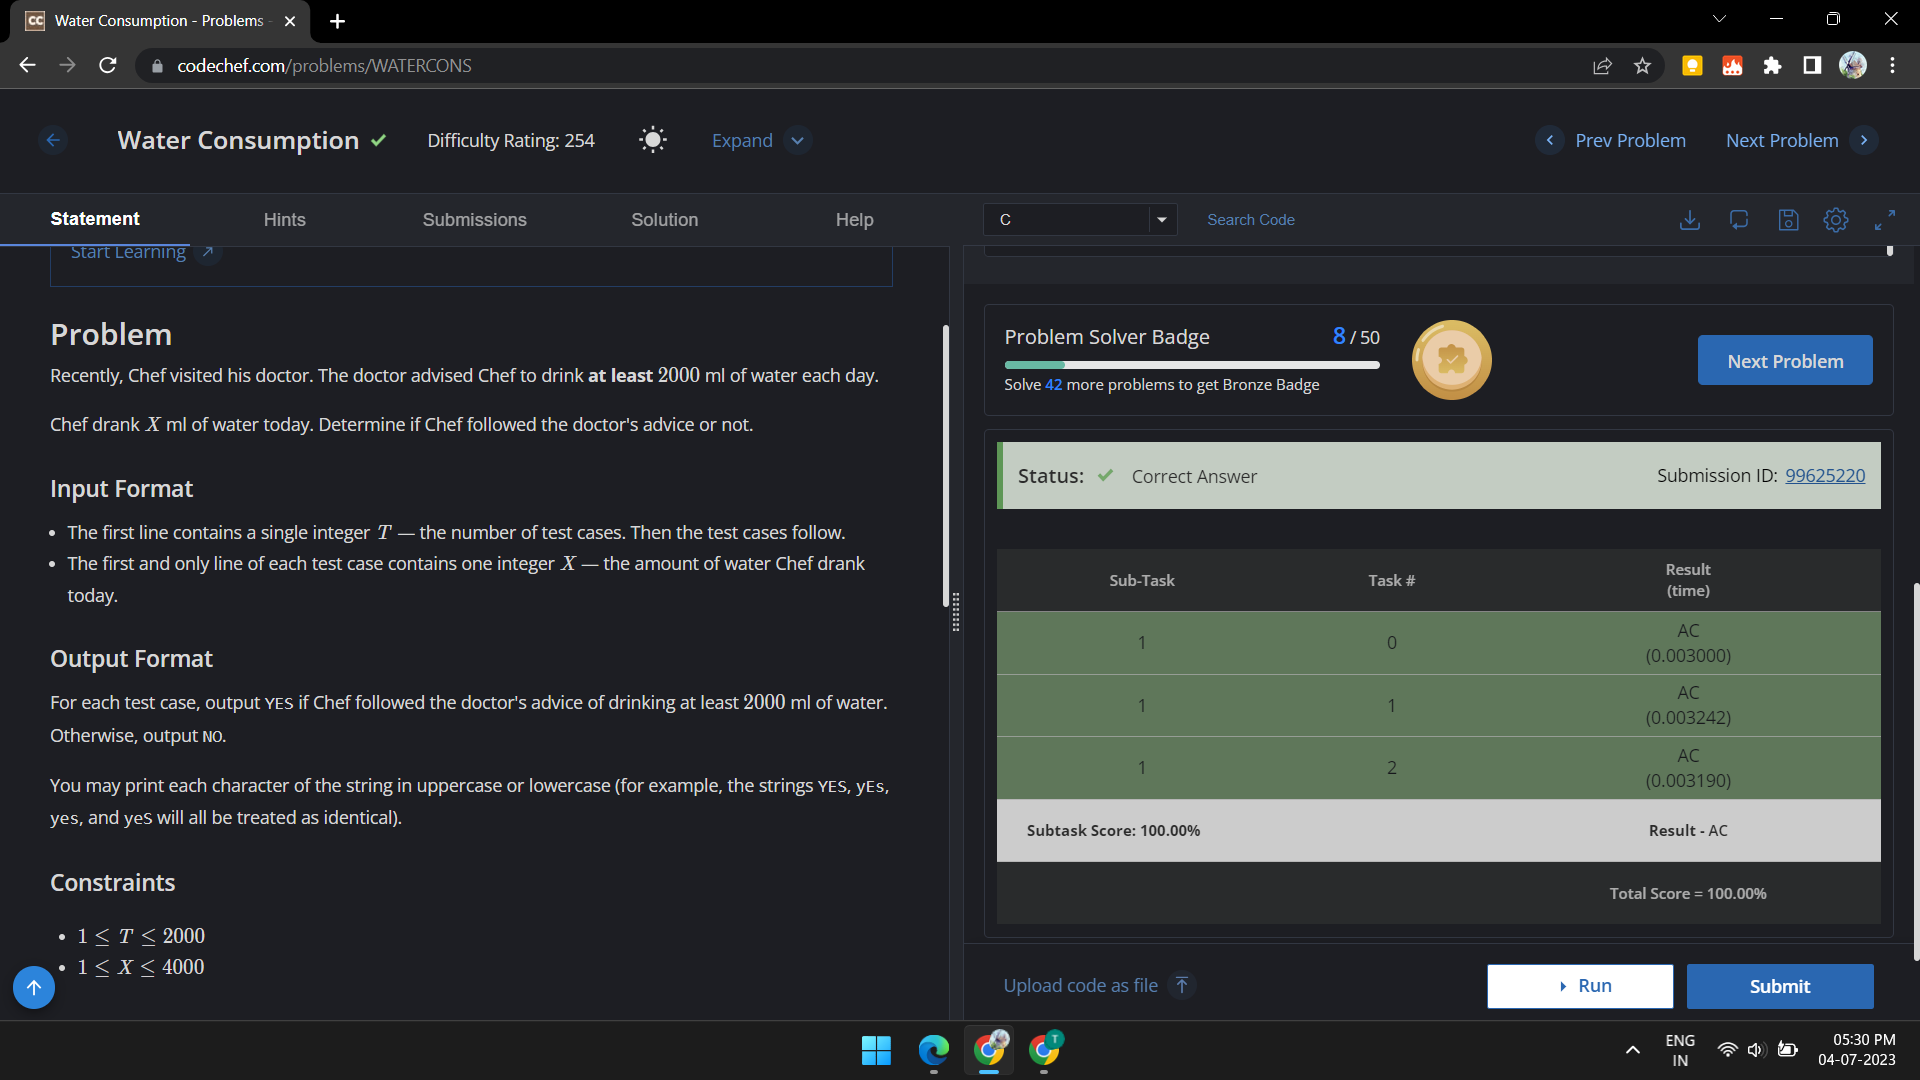 Water Consumption - Problems -
codechef.com/problems/WATERCONS
Water Consumption
Difficulty Rating: 254
Expand
Prev Problem
Next Problem
Statement
Hints
Submissions
Solution
Help
C
Search Code
Start Learning
Problem
Recently, Chef visited his doctor. The doctor advised Chef to drink at least 2000 ml of water each day.
Chef drank X ml of water today. Determine if Chef followed the doctor's advice or not.
Input Format
• The first line contains a single integer T — the number of test cases. Then the test cases follow.
• The first and only line of each test case contains one integer X — the amount of water Chef drank
today.
Output Format
For each test case, output YES if Chef followed the doctor's advice of drinking at least 2000 ml of water.
Otherwise, output NO.
You may print each character of the string in uppercase or lowercase (for example, the strings YES, yEs,
yes, and yeS will all be treated as identical).
Constraints
• 1 ≤ T ≤ 2000
• 1 ≤ X ≤ 4000
Problem Solver Badge
8 / 50
Solve 42 more problems to get Bronze Badge
Next Problem
Status: Correct Answer
Submission ID: 99625220
Sub-Task Task # Result
(time)
1 0 AC
(0.003000)
1 1 AC
(0.003242)
1 2 AC
(0.003190)
Subtask Score: 100.00% Result - AC
Total Score = 100.00%
Upload code as file
Run
Submit
T
ENG
IN
05:30 PM
04-07-2023